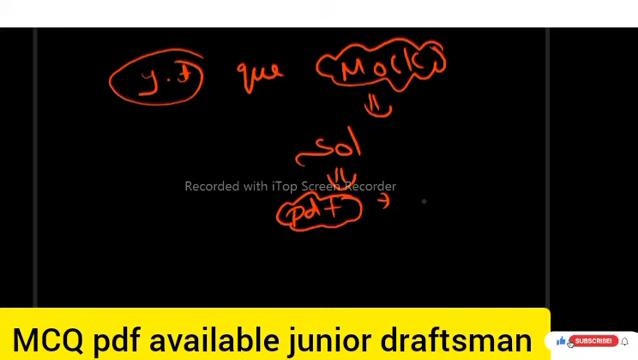 y.t que Mock
Sol
Recorded with iTop Screen Recorder
pdf
MCQ pdf available junior draftsman
SUBSCRIBE!